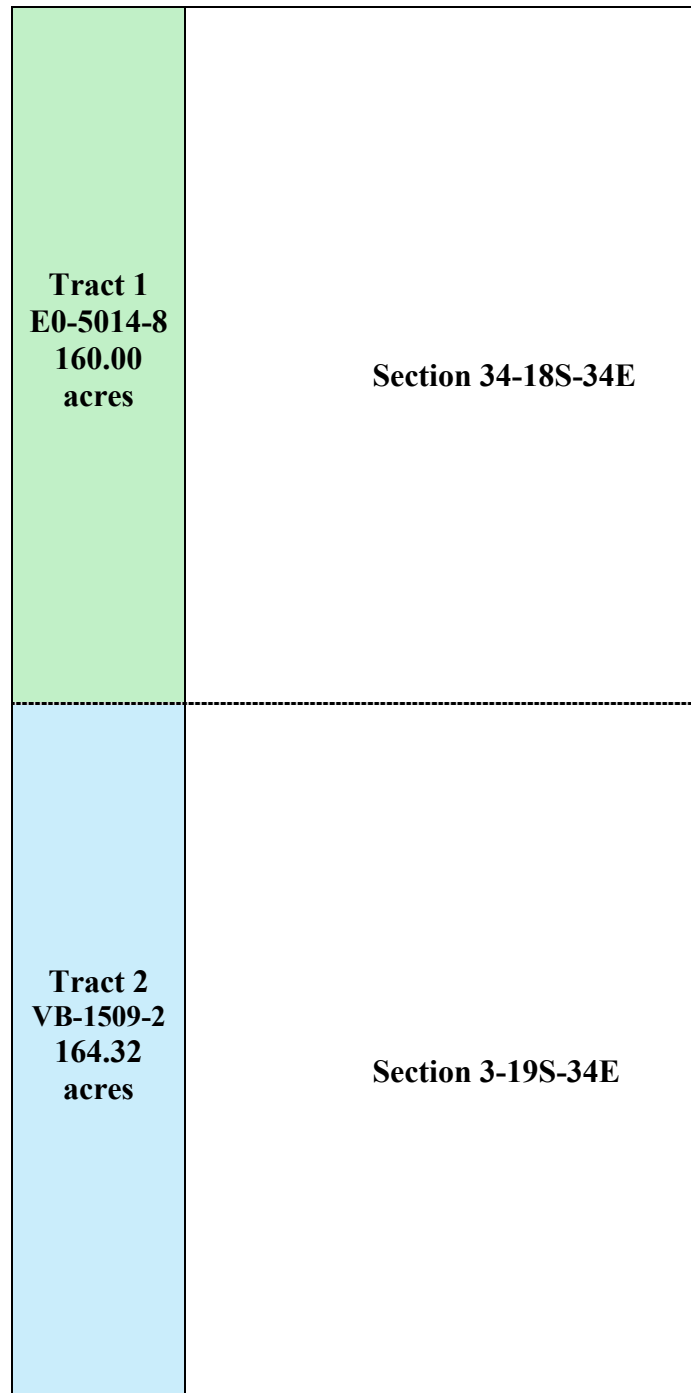 Tract 1
E0-5014-8
160.00
acres
Section 34-18S-34E
Tract 2
VB-1509-2
164.32
acres
Section 3-19S-34E